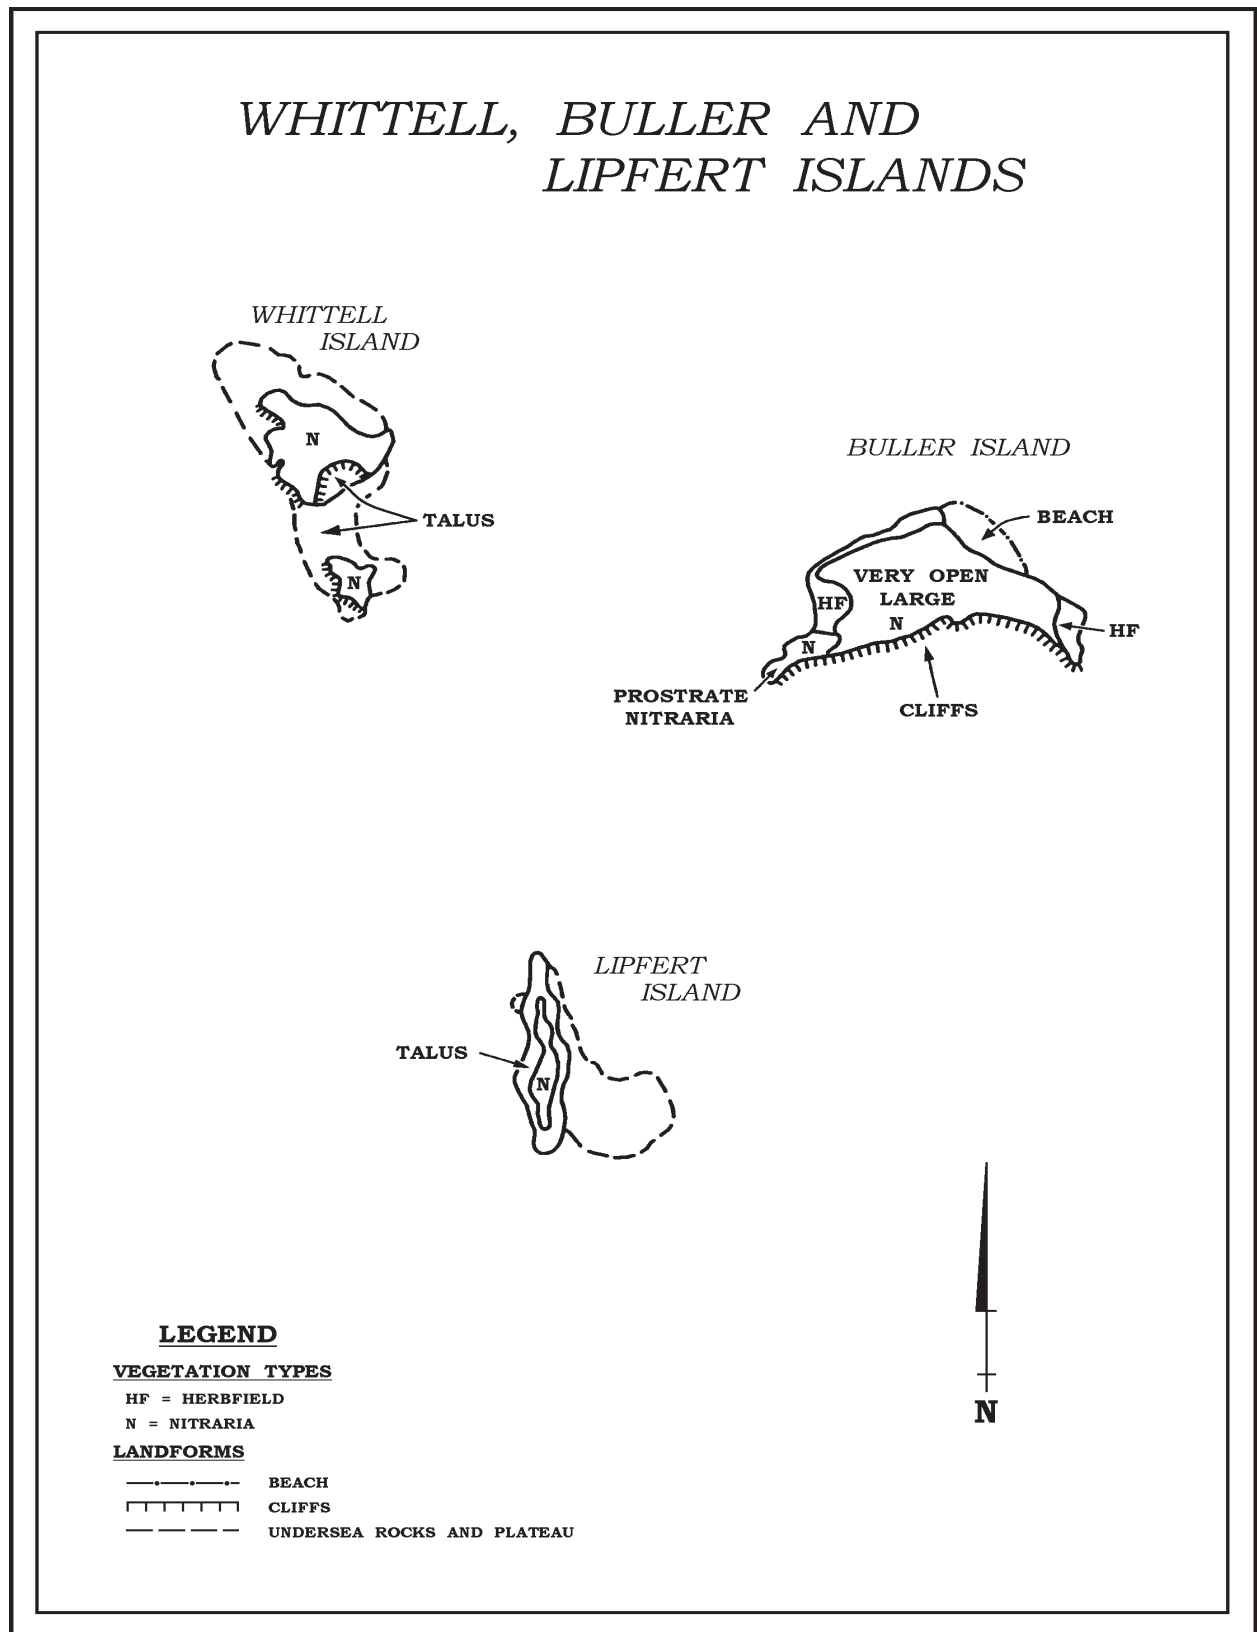 WHITTELL, BULLER AND
LIPFERT ISLANDS
WHITTELL
ISLAND
N
TALUS
N
BULLER ISLAND
BEACH
VERY OPEN
LARGE
N
HF
HF
N
PROSTRATE
NITRARIA
CLIFFS
LIPFERT
ISLAND
TALUS
N
N
LEGEND
VEGETATION TYPES
HF = HERBFIELD
N = NITRARIA
LANDFORMS
BEACH
CLIFFS
UNDERSEA ROCKS AND PLATEAU